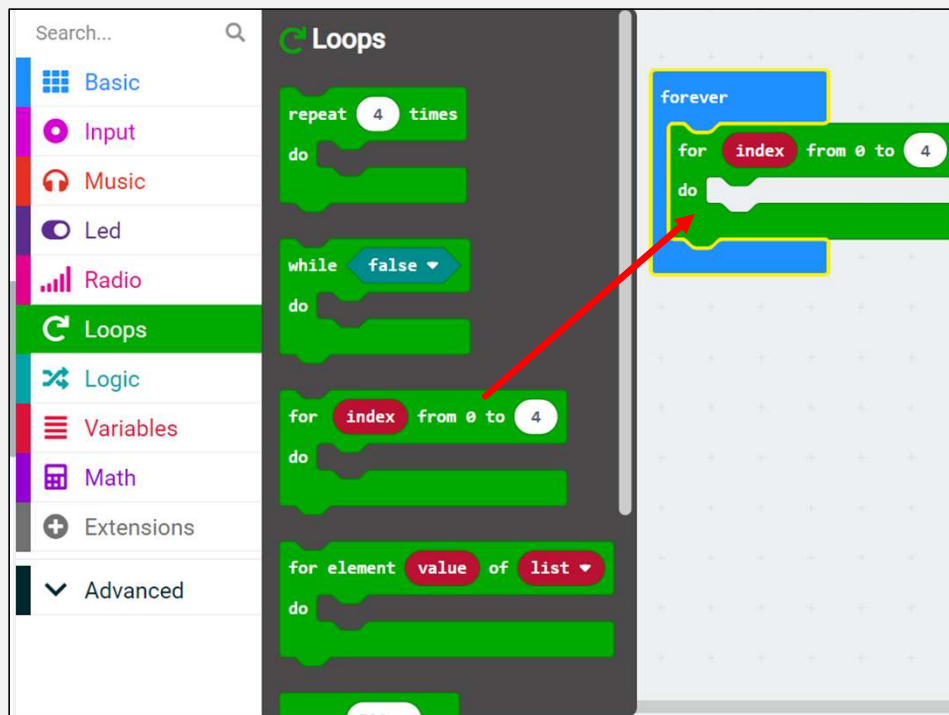 Search...
Basic
Input
Music
Led
Radio
Loops
Logic
Variables
Math
Extensions
Advanced
Loops
repeat 4 times
do
while false
do
for index from 0 to 4
do
for element value of list
do
forever
for index from 0 to 4
do